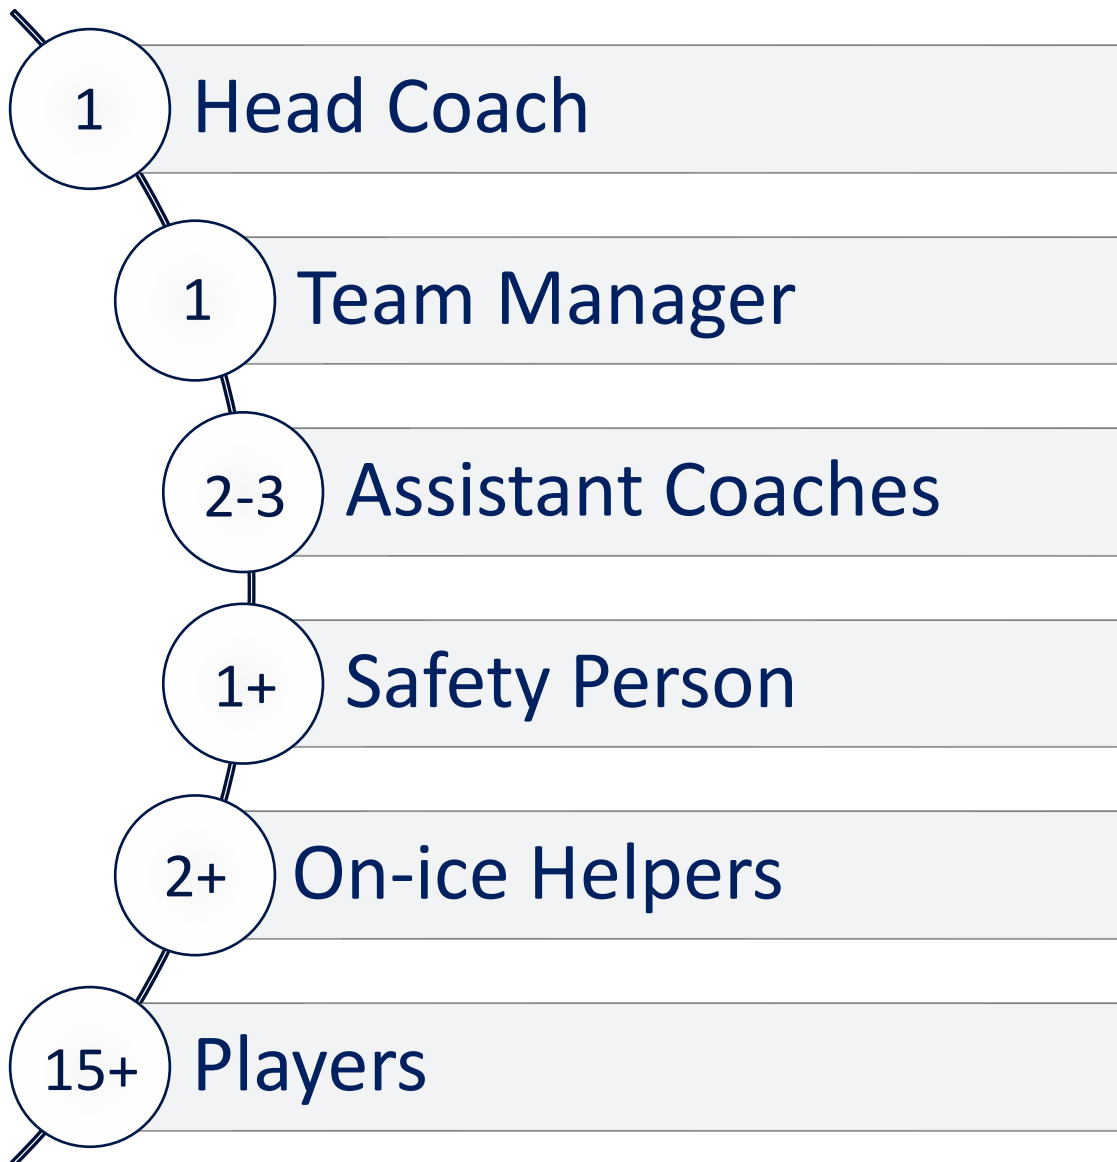 1 Head Coach
1 Team Manager
2-3 Assistant Coaches
1+ Safety Person
2+ On-ice Helpers
15+ Players